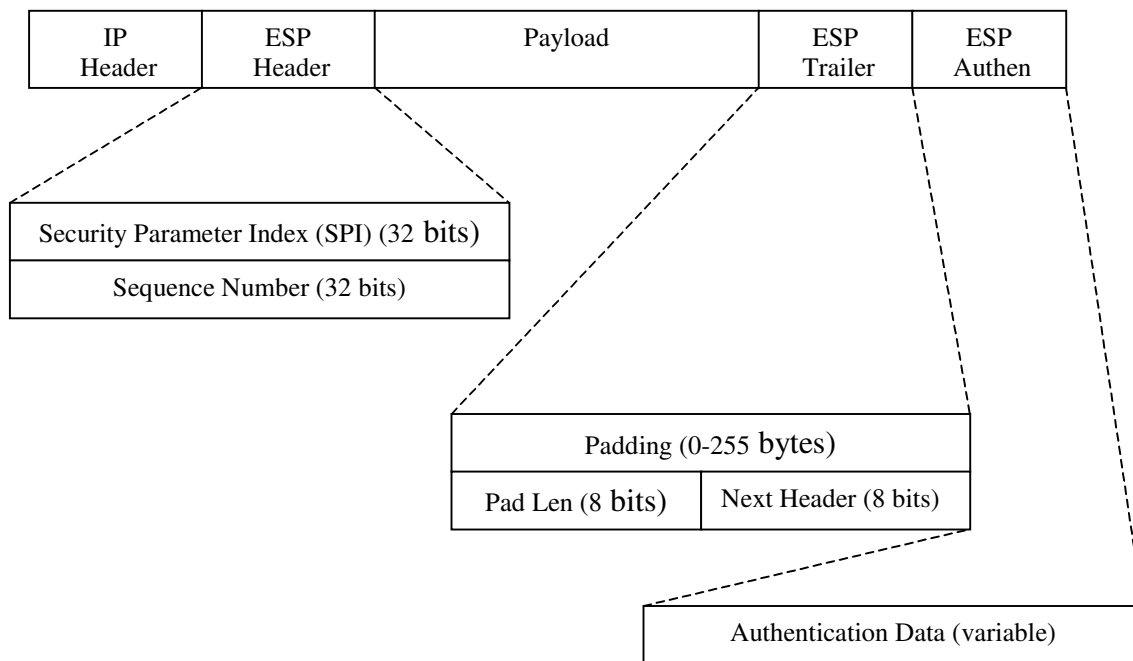 IP
Header
ESP
Header
Payload
ESP
Trailer
ESP
Authen
Security Parameter Index (SPI) (32 bits)
Sequence Number (32 bits)
Padding (0-255 bytes)
Pad Len (8 bits)
Next Header (8 bits)
Authentication Data (variable)